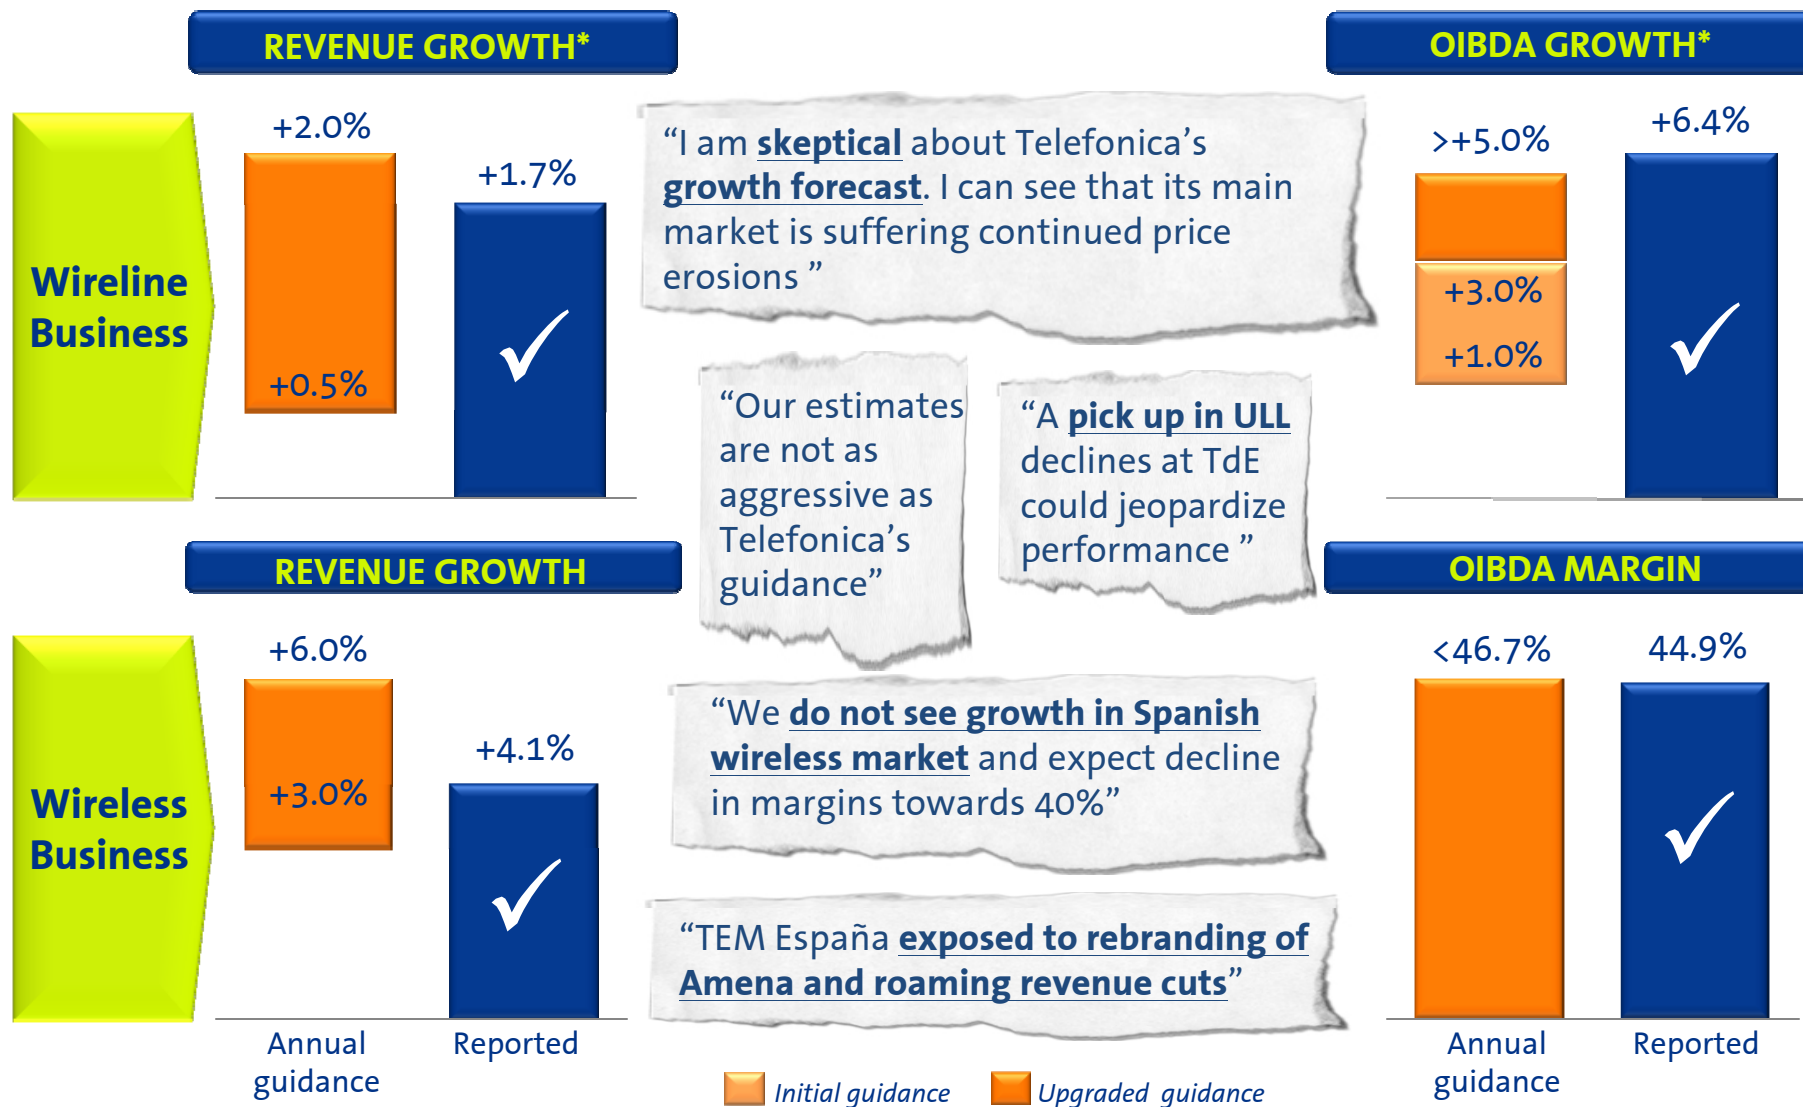 REVENUE GROWTH*
OIBDA GROWTH*
Wireline
Business
+2.0%
+0.5%
+1.7%
“I am skeptical about Telefonica’s
growth forecast. I can see that its main
market is suffering continued price
erosions ”
>+5.0%
+3.0%
+1.0%
+6.4%
“Our estimates
are not as
aggressive as
Telefonica’s
guidance”
“A pick up in ULL
declines at TdE
could jeopardize
performance ”
REVENUE GROWTH
OIBDA MARGIN
Wireless
Business
+6.0%
+3.0%
+4.1%
“We do not see growth in Spanish
wireless market and expect decline
in margins towards 40%”
“TEM España exposed to rebranding of
Amena and roaming revenue cuts”
<46.7%
44.9%
Annual
guidance
Reported
Annual
guidance
Reported
Initial guidance
Upgraded guidance